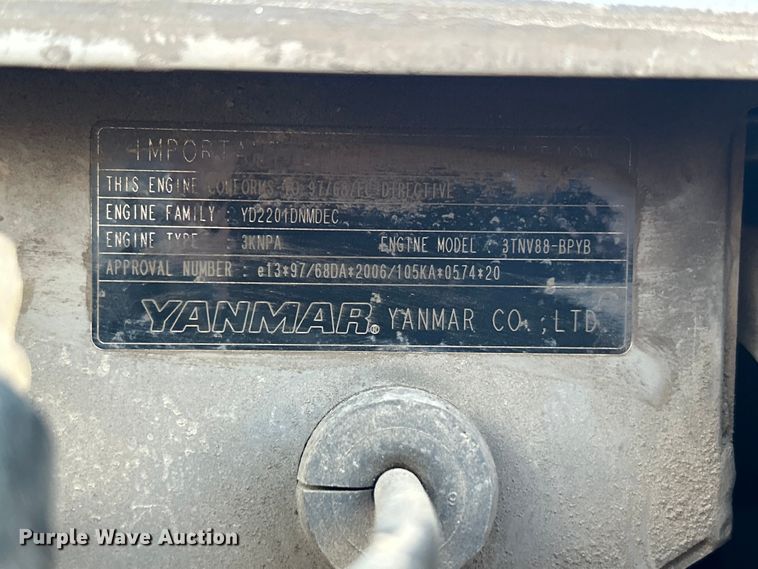 THIS ENGINE CONFORMS TO 97/68/EC DIRECTIVE
ENGINE FAMILY : YD2201DNMDEC
ENGINE TYPE : 3KNPA ENGINE MODEL : 3TNV88-BPYB
APPROVAL NUMBER : e13*97/68DA*2006/105KA*0574*20
YANMAR® YANMAR CO.,LTD.
Purple Wave Auction